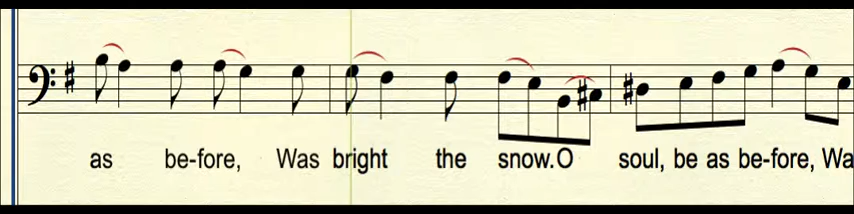 as be-fore, Was bright the snow.O soul, be as be-fore, Wa